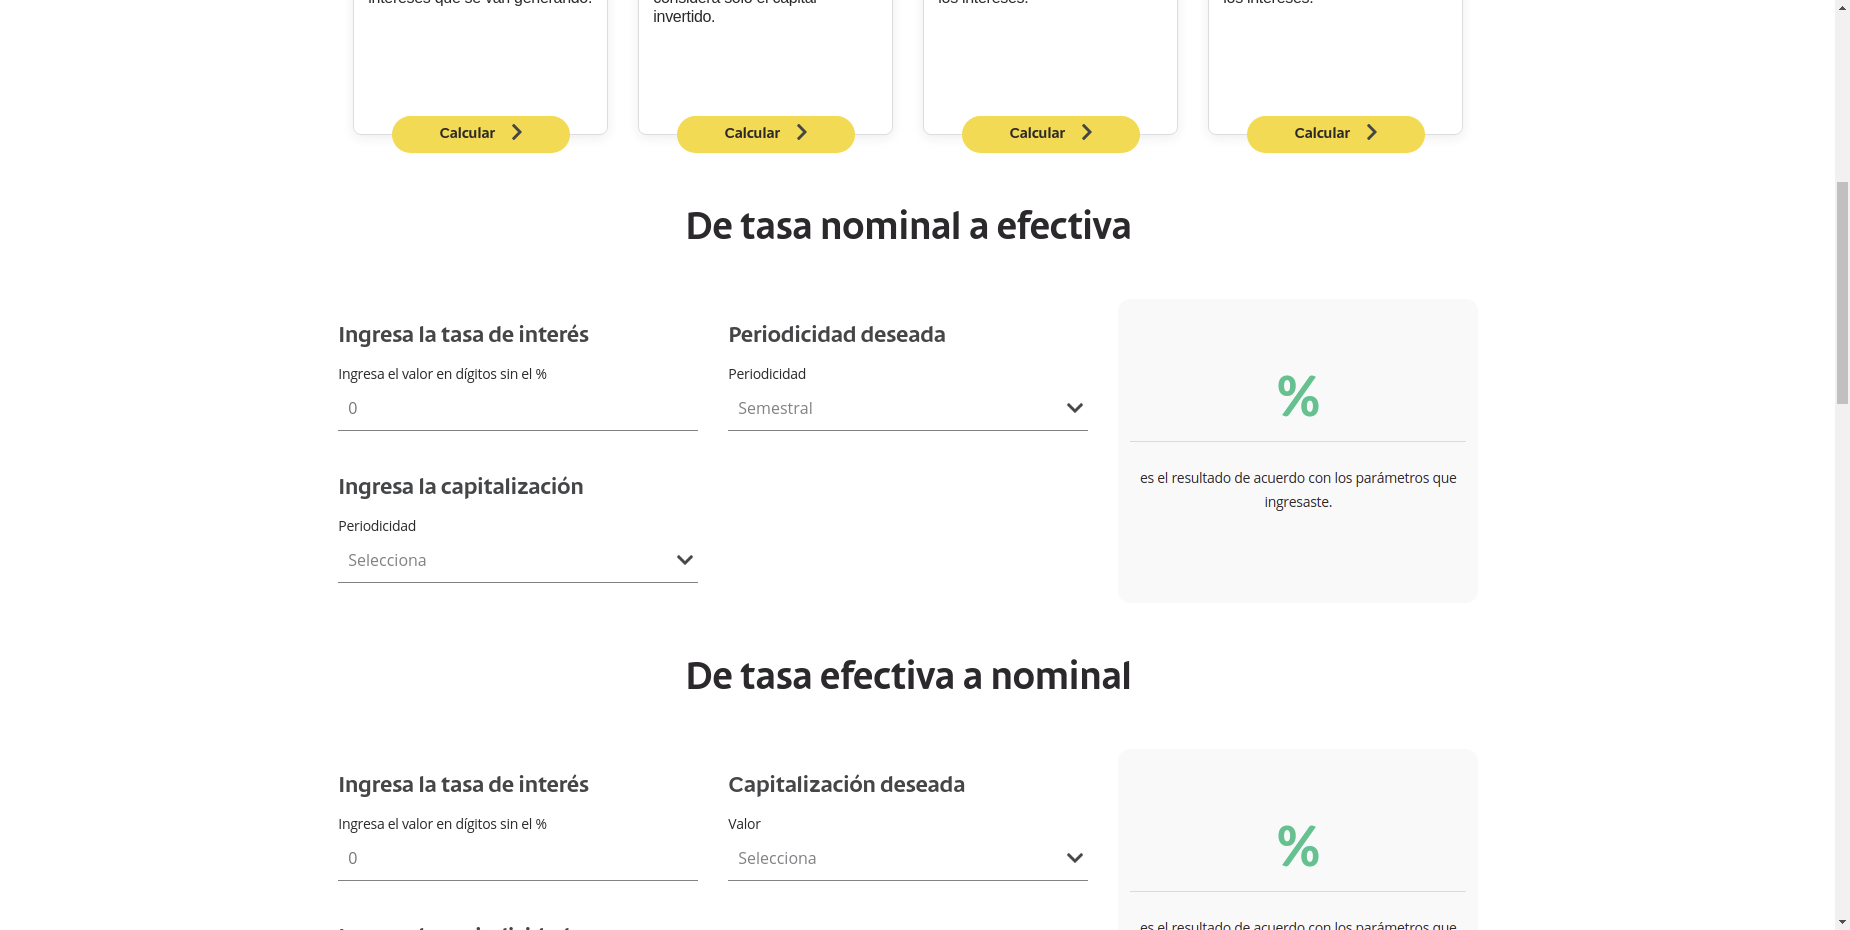 intereses que se van generando.
considera solo el capital
invertido.
los intereses.
los intereses.
Calcular
Calcular
Calcular
Calcular
De tasa nominal a efectiva
Ingresa la tasa de interés
Ingresa el valor en dígitos sin el %
0
Periodicidad deseada
Periodicidad
Semestral
%
es el resultado de acuerdo con los parámetros que
ingresaste.
Ingresa la capitalización
Periodicidad
Selecciona
De tasa efectiva a nominal
Ingresa la tasa de interés
Ingresa el valor en dígitos sin el %
0
Capitalización deseada
Valor
Selecciona
%
es el resultado de acuerdo con los parámetros que